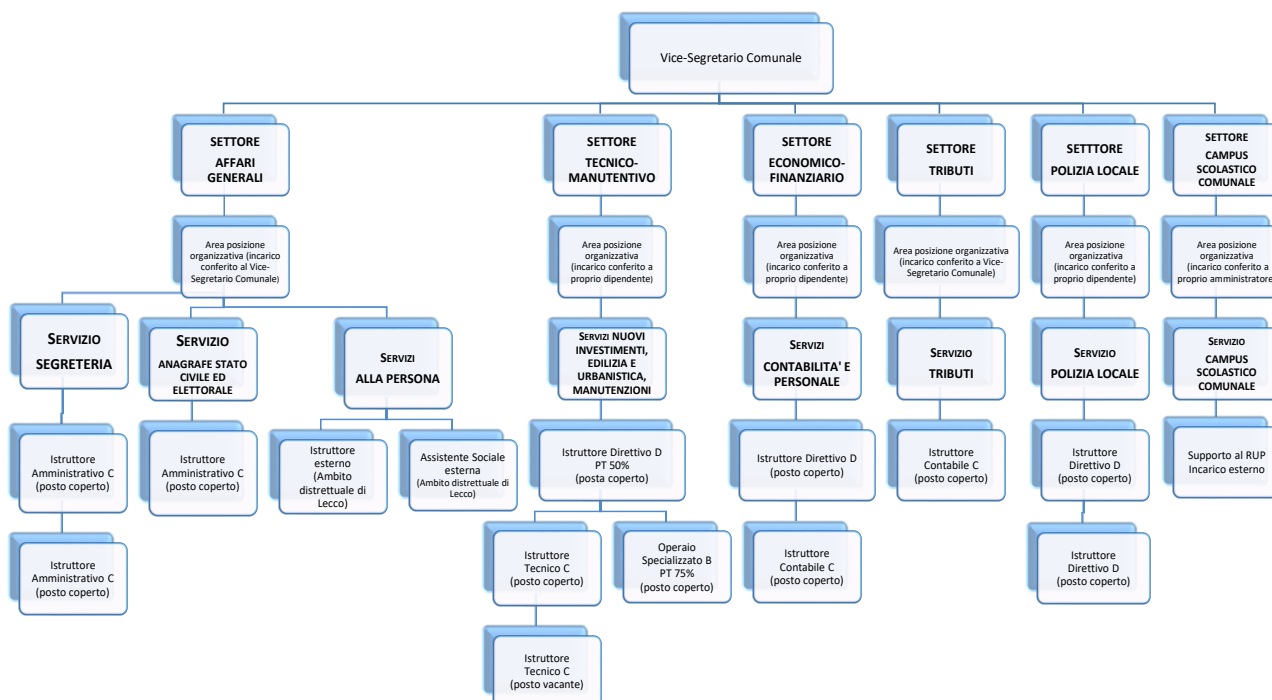 Vice-Segretario Comunale
SETTORE
AFFARI
GENERALI
SETTORE
TECNICO-
MANUTENTIVO
SETTORE
ECONOMICO-
FINANZIARIO
SETTORE
TRIBUTI
SETTTORE
POLIZIA LOCALE
SETTORE
CAMPUS
SCOLASTICO
COMUNALE
Area posizione
organizzativa (incarico
conferito al Vice-
Segretario Comunale)
Area posizione
organizzativa
(incarico conferito a
proprio dipendente)
Area posizione
organizzativa
(incarico conferito a
proprio dipendente)
Area posizione organizzativa
(incarico conferito a Vice-
Segretario Comunale)
Area posizione
organizzativa
(incarico conferito a
proprio dipendente)
Area posizione
organizzativa
(incarico conferito a
proprio amministratore)
SERVIZIO
SEGRETERIA
SERVIZIO
ANAGRAFE STATO
CIVILE ED
ELETTORALE
SERVIZI
ALLA PERSONA
SERVIZI NUOVI
INVESTIMENTI,
EDILIZIA E
URBANISTICA,
MANUTENZIONI
SERVIZI
CONTABILITA' E
PERSONALE
SERVIZIO
TRIBUTI
SERVIZIO
POLIZIA LOCALE
SERVIZIO
CAMPUS
SCOLASTICO
COMUNALE
Istruttore
Amministrativo C
(posto coperto)
Istruttore
Amministrativo C
(posto coperto)
Istruttore
esterno
(Ambito
distrettuale di
Lecco)
Assistente Sociale
esterna
(Ambito distrettuale di
Lecco)
Istruttore Direttivo D
PT 50%
(posta coperto)
Istruttore Direttivo D
(posto coperto)
Istruttore
Contabile C
(posto coperto)
Istruttore
Direttivo D
(posto coperto)
Supporto al RUP
Incarico esterno
Istruttore
Amministrativo C
(posto coperto)
Istruttore
Tecnico C
(posto coperto)
Operaio
Specializzato B
PT 75%
(posto coperto)
Istruttore
Contabile C
(posto coperto)
Istruttore
Direttivo D
(posto coperto)
Istruttore
Tecnico C
(posto vacante)